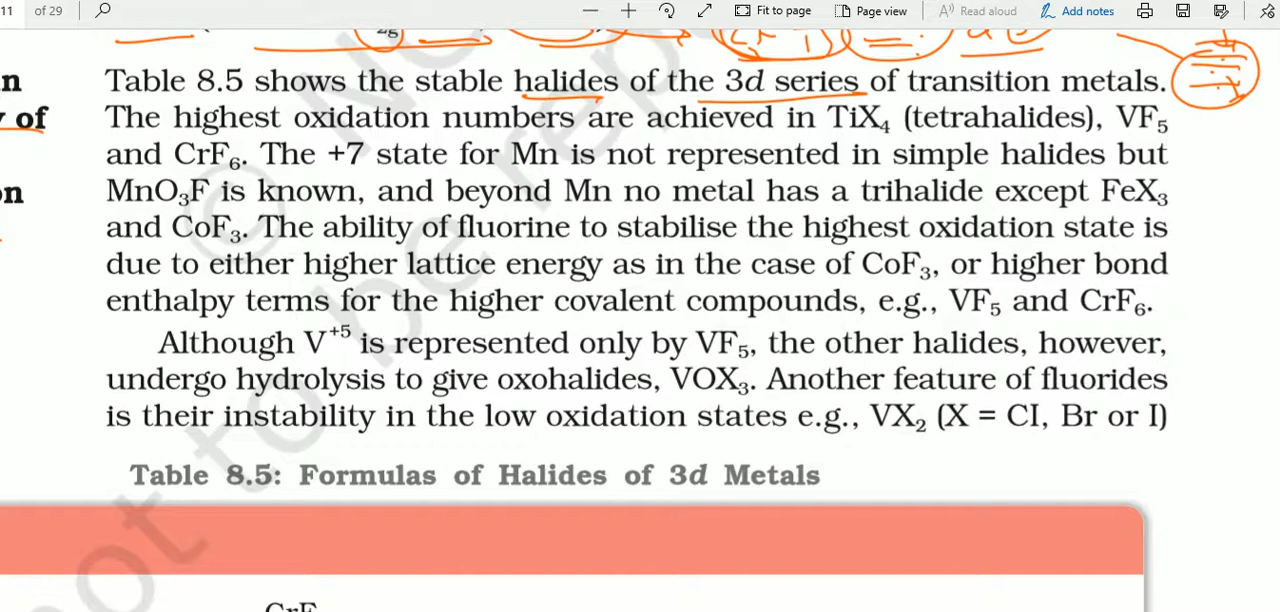 11 of 29 Fit to page Page view Read aloud Add notes
2g
n Table 8.5 shows the stable halides of the 3d series of transition metals.
of The highest oxidation numbers are achieved in TiX₄ (tetrahalides), VF₅
and CrF₆. The +7 state for Mn is not represented in simple halides but
on MnO₃F is known, and beyond Mn no metal has a trihalide except FeX₃
and CoF₃. The ability of fluorine to stabilise the highest oxidation state is
due to either higher lattice energy as in the case of CoF₃, or higher bond
enthalpy terms for the higher covalent compounds, e.g., VF₅ and CrF₆.
Although V⁺⁵ is represented only by VF₅, the other halides, however,
undergo hydrolysis to give oxohalides, VOX₃. Another feature of fluorides
is their instability in the low oxidation states e.g., VX₂ (X = CI, Br or I)
Table 8.5: Formulas of Halides of 3d Metals
CrF
not to be rep
© N